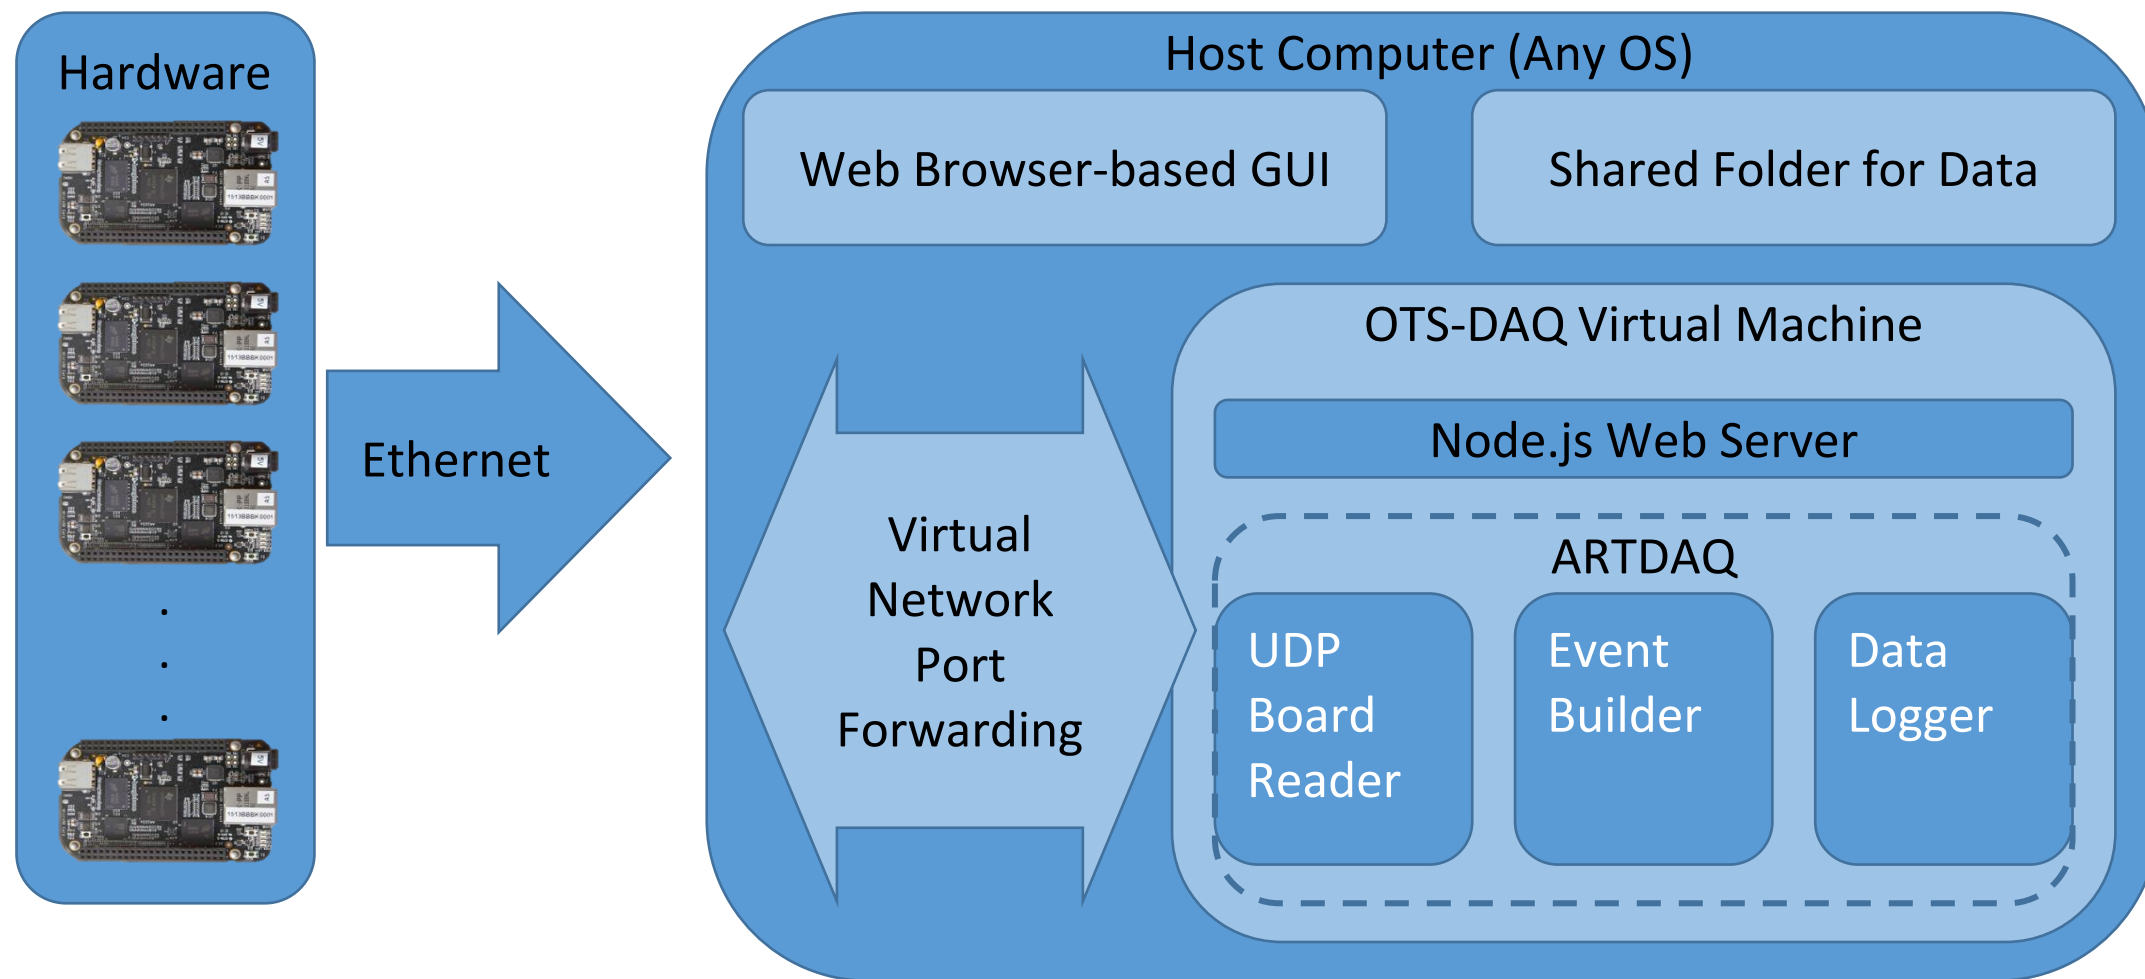 Hardware
Ethernet
Host Computer (Any OS)
Web Browser-based GUI
Shared Folder for Data
Virtual
Network
Port
Forwarding
OTS-DAQ Virtual Machine
Node.js Web Server
ARTDAQ
UDP
Board
Reader
Event
Builder
Data
Logger